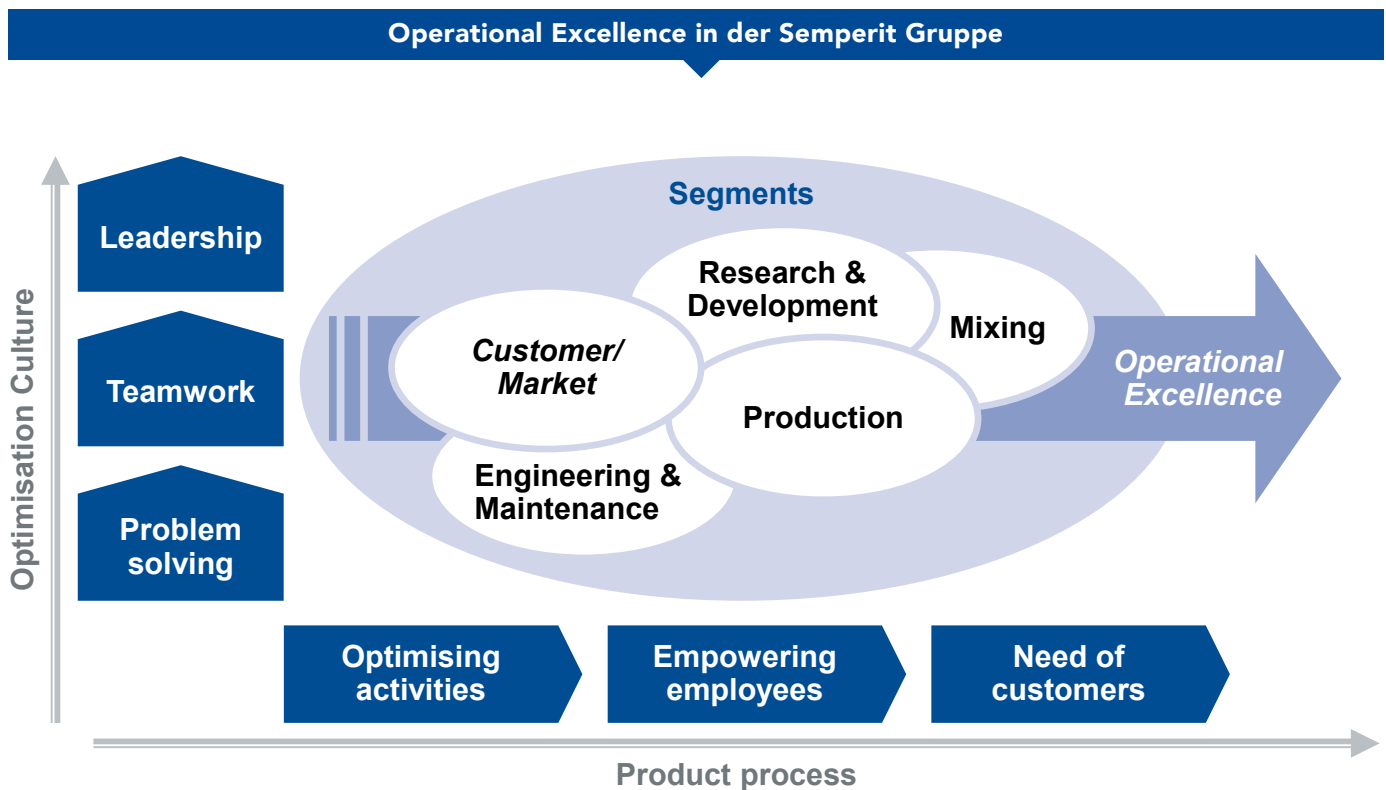 Operational Excellence in der Semperit Gruppe
Optimisation Culture
Leadership
Teamwork
Problem
solving
Segments
Research &
Development
Mixing
Customer/
Market
Production
Engineering &
Maintenance
Operational
Excellence
Optimising
activities
Empowering
employees
Need of
customers
Product process